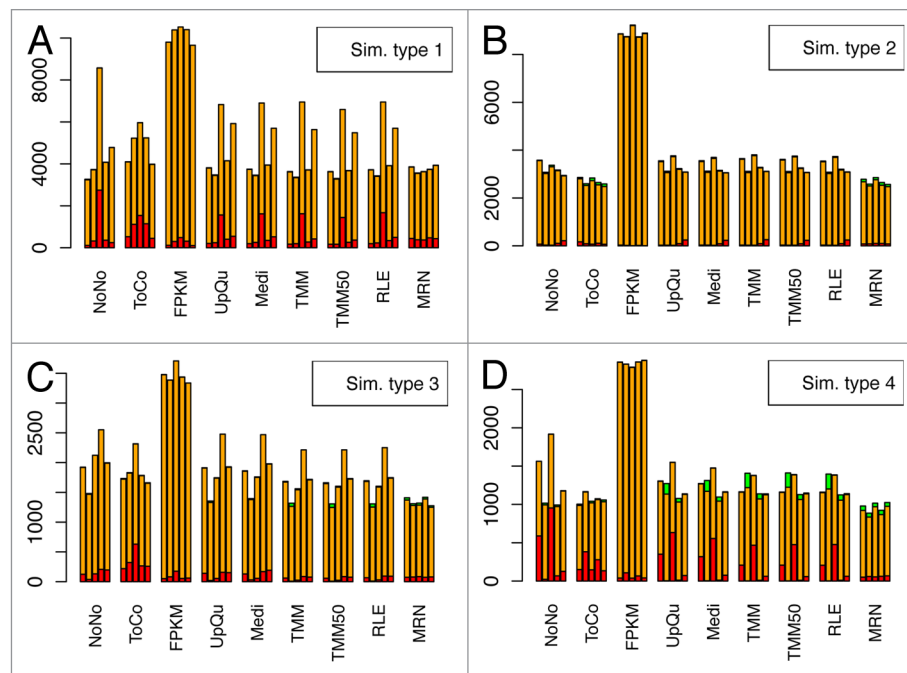 A
Sim. type 1
0
4000
8000
NoNo
ToCo
FPKM
UpQu
Medi
TMM
TMM50
RLE
MRN
B
Sim. type 2
0
2000
6000
NoNo
ToCo
FPKM
UpQu
Medi
TMM
TMM50
RLE
MRN
C
Sim. type 3
0
1000
2500
NoNo
ToCo
FPKM
UpQu
Medi
TMM
TMM50
RLE
MRN
D
Sim. type 4
0
1000
2000
NoNo
ToCo
FPKM
UpQu
Medi
TMM
TMM50
RLE
MRN